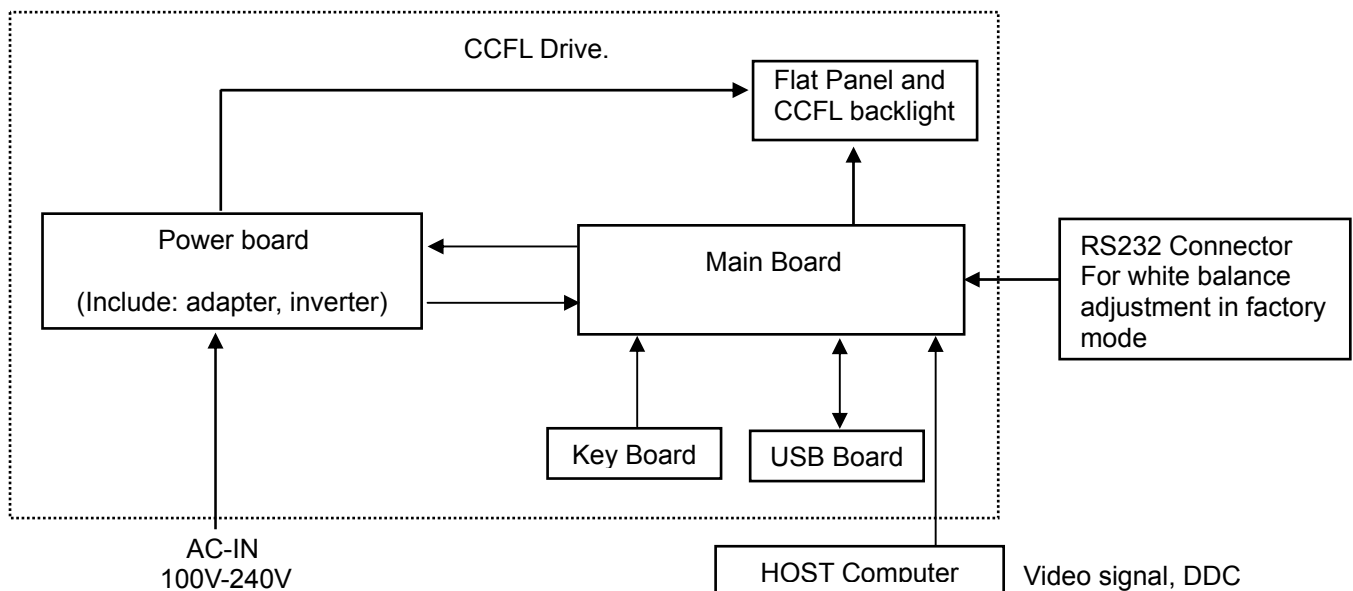 CCFL Drive.
Flat Panel and
CCFL backlight
Power board
(Include: adapter, inverter)
Main Board
RS232 Connector
For white balance
adjustment in factory
mode
Key Board
USB Board
AC-IN
100V-240V
HOST Computer
Video signal, DDC